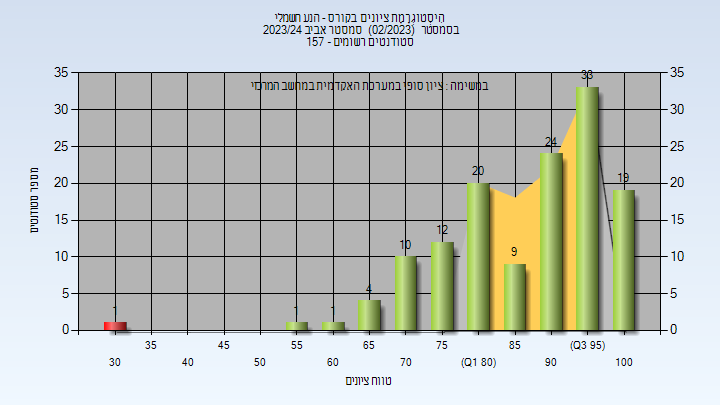 היסטוגרמת ציונים בקורס - הנע חשמלי
בסמסטר (02/2023) סמסטר אביב 2023/24
סטודנטים רשומים - 157
במשימה : ציון סופי במערכת האקדמית במחשב המרכזי
מספר סטודנטים
35 30 25 20 15 10 5 0
35 30 25 20 15 10 5 0
1 1 1 4 10 12 20 9 24 33 19
35 45 55 65 75 85 (Q3 95)
30 40 50 60 70 (Q1 80) 90 100
טווח ציונים